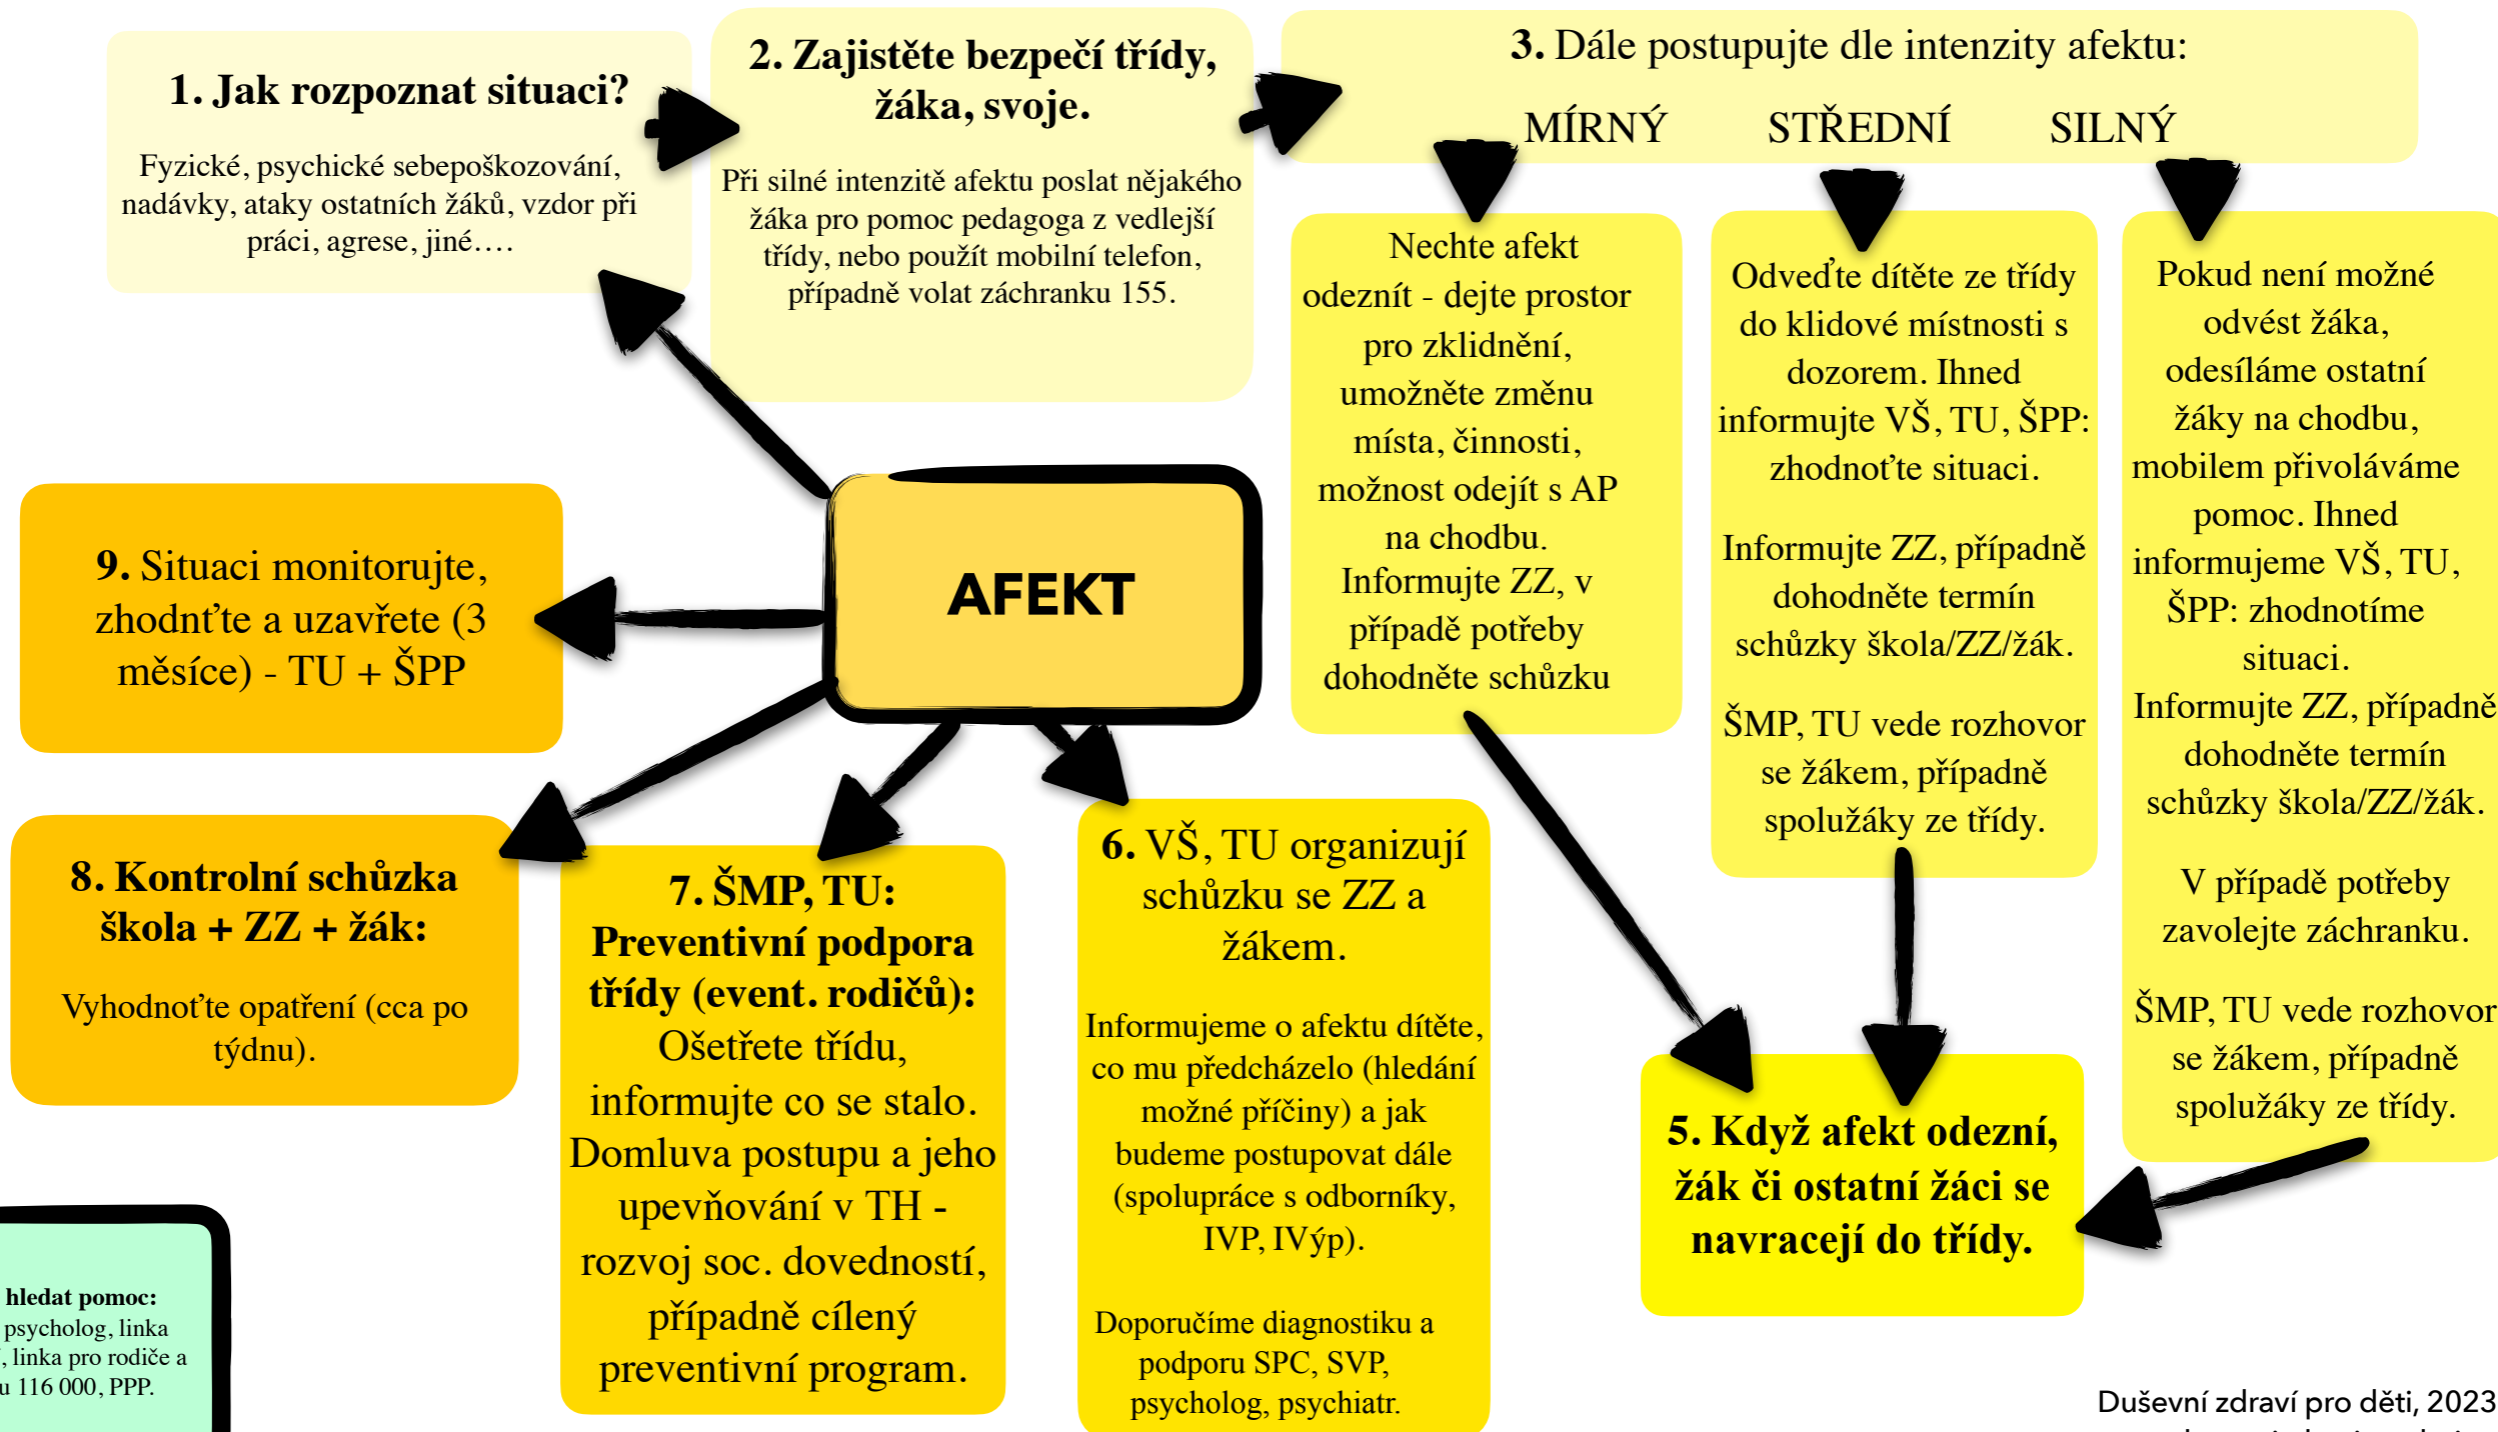 1. Jak rozpoznat situaci?
Fyzické, psychické sebepoškozování,
nadávky, ataky ostatních žáků, vzdor při
práci, agrese, jiné….
2. Zajistěte bezpečí třídy,
žáka, svoje.
Při silné intenzitě afektu poslat nějakého
žáka pro pomoc pedagoga z vedlejší
třídy, nebo použít mobilní telefon,
případně volat záchranku 155.
3. Dále postupujte dle intenzity afektu:
MÍRNÝ STŘEDNÍ SILNÝ
Nechte afekt
odeznít - dejte prostor
pro zklidnění,
umožněte změnu
místa, činnosti,
možnost odejít s AP
na chodbu.
Informujte ZZ, v
případě potřeby
dohodněte schůzku
Odveďte dítěte ze třídy
do klidové místnosti s
dozorem. Ihned
informujte VŠ, TU, ŠPP:
zhodnoťte situaci.
Informujte ZZ, případně
dohodněte termín
schůzky škola/ZZ/žák.
ŠMP, TU vede rozhovor
se žákem, případně
spolužáky ze třídy.
Pokud není možné
odvést žáka,
odesíláme ostatní
žáky na chodbu,
mobilem přivoláváme
pomoc. Ihned
informujeme VŠ, TU,
ŠPP: zhodnotíme
situaci.
Informujte ZZ, případně
dohodněte termín
schůzky škola/ZZ/žák.
V případě potřeby
zavolejte záchranku.
ŠMP, TU vede rozhovor
se žákem, případně
spolužáky ze třídy.
AFEKT
5. Když afekt odezní,
žák či ostatní žáci se
navracejí do třídy.
6. VŠ, TU organizují
schůzku se ZZ a
žákem.
Informujeme o afektu dítěte,
co mu předcházelo (hledání
možné příčiny) a jak
budeme postupovat dále
(spolupráce s odborníky,
IVP, IVýp).
Doporučíme diagnostiku a
podporu SPC, SVP,
psycholog, psychiatr.
7. ŠMP, TU:
Preventivní podpora
třídy (event. rodičů):
Ošetřete třídu,
informujte co se stalo.
Domluva postupu a jeho
upevňování v TH -
rozvoj soc. dovedností,
případně cílený
preventivní program.
8. Kontrolní schůzka
škola + ZZ + žák:
Vyhodnoťte opatření (cca po
týdnu).
9. Situaci monitorujte,
zhodnťte a uzavřete (3
měsíce) - TU + ŠPP
hledat pomoc:
psycholog, linka
, linka pro rodiče a
u 116 000, PPP.
Duševní zdraví pro děti, 2023